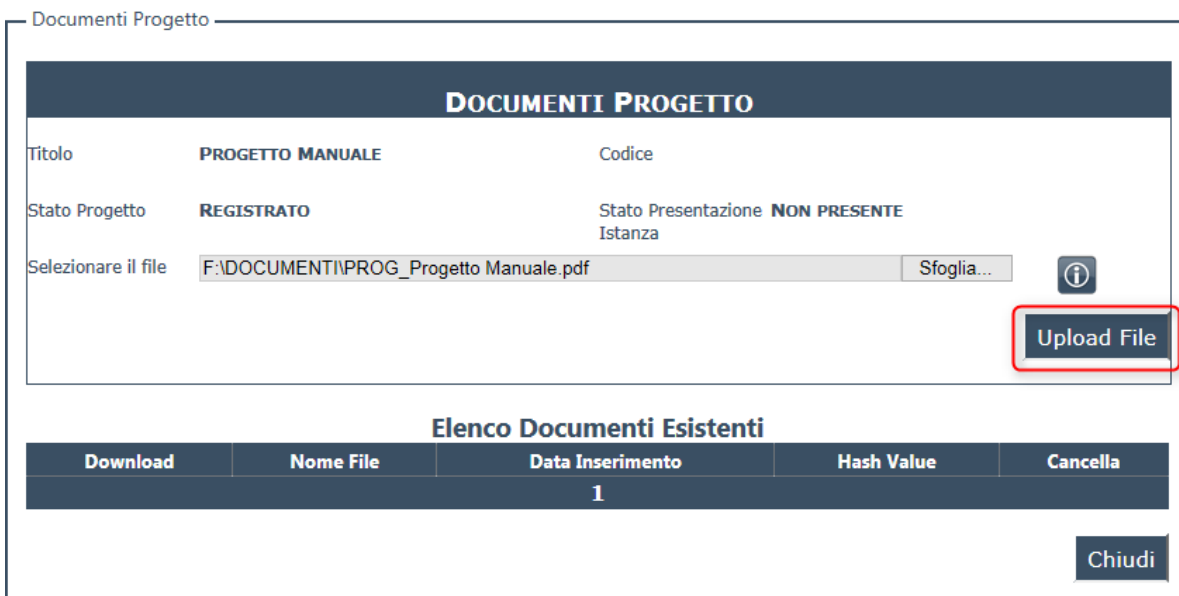 Documenti Progetto
DOCUMENTI PROGETTO
Titolo PROGETTO MANUALE Codice
Stato Progetto REGISTRATO Stato Presentazione NON PRESENTE
Istanza
Selezionare il file F:\DOCUMENTI\PROG_Progetto Manuale.pdf Sfoglia...
Upload File
Elenco Documenti Esistenti
Download Nome File Data Inserimento Hash Value Cancella
1
Chiudi